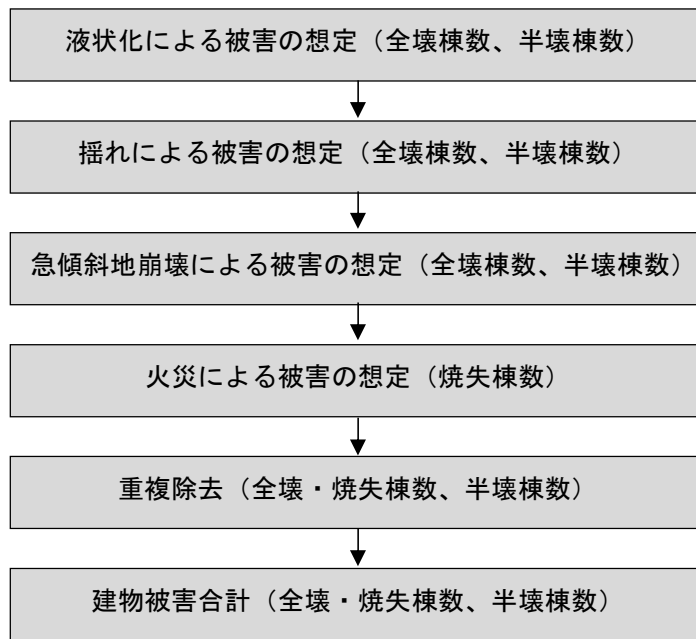 液状化による被害の想定（全壊棟数、半壊棟数）
揺れによる被害の想定（全壊棟数、半壊棟数）
急傾斜地崩壊による被害の想定（全壊棟数、半壊棟数）
火災による被害の想定（焼失棟数）
重複除去（全壊・焼失棟数、半壊棟数）
建物被害合計（全壊・焼失棟数、半壊棟数）